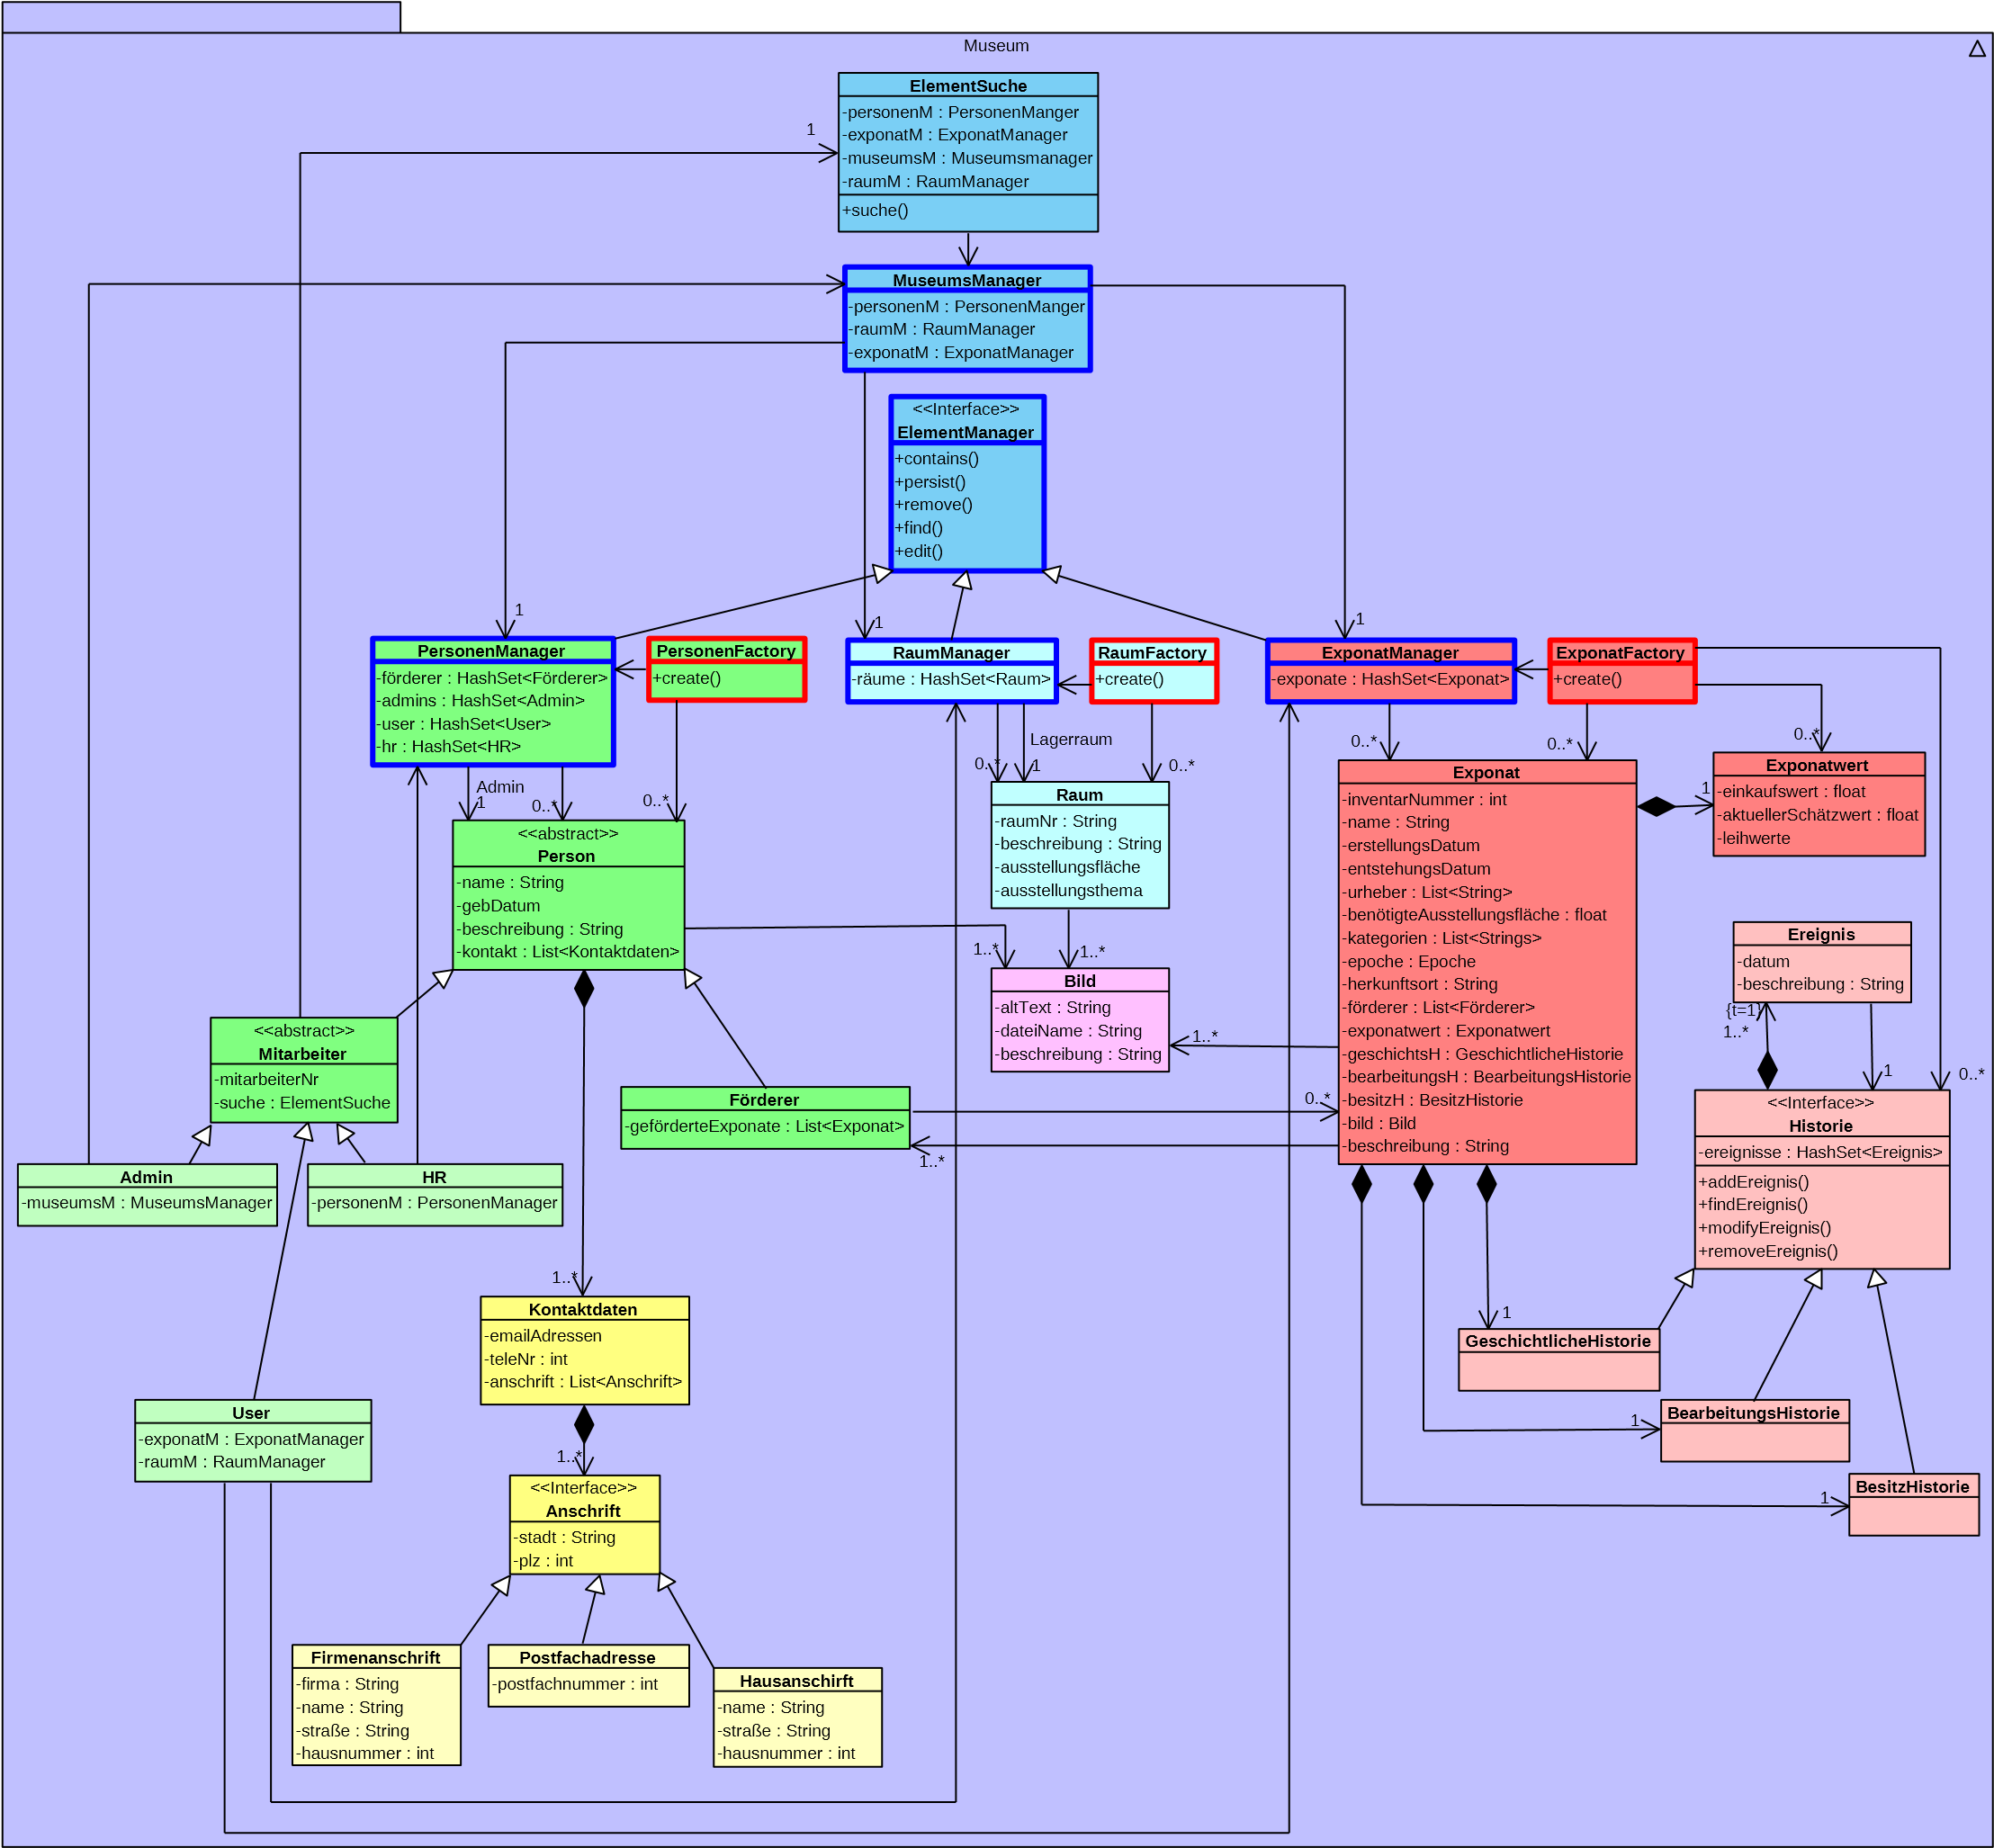 Museum
ElementSuche
-personenM : PersonenManger
-exponatM : ExponatManager
-museumsM : Museumsmanager
-raumM : RaumManager
+suche()
1
MuseumsManager
-personenM : PersonenManger
-raumM : RaumManager
-exponatM : ExponatManager
<<Interface>>
ElementManager
+contains()
+persist()
+remove()
+find()
+edit()
1
1
1
PersonenManager
-förderer : HashSet<Förderer>
-admins : HashSet<Admin>
-user : HashSet<User>
-hr : HashSet<HR>
PersonenFactory
+create()
RaumManager
-räume : HashSet<Raum>
RaumFactory
+create()
ExponatManager
-exponate : HashSet<Exponat>
ExponatFactory
+create()
Admin
1
0..*
0..*
Lagerraum
0..*
1
0..*
0..*
0..*
0..*
<<abstract>>
Person
-name : String
-gebDatum
-beschreibung : String
-kontakt : List<Kontaktdaten>
Raum
-raumNr : String
-beschreibung : String
-ausstellungsfläche
-ausstellungsthema
Exponat
-inventarNummer : int
-name : String
-erstellungsDatum
-entstehungsDatum
-urheber : List<String>
-benötigteAusstellungsfläche : float
-kategorien : List<Strings>
-epoche : Epoche
-herkunftsort : String
-förderer : List<Förderer>
-exponatwert : Exponatwert
-geschichtsH : GeschichtlicheHistorie
-bearbeitungsH : BearbeitungsHistorie
-besitzH : BesitzHistorie
-bild : Bild
-beschreibung : String
1
Exponatwert
-einkaufswert : float
-aktuellerSchätzwert : float
-leihwerte
Ereignis
-datum
-beschreibung : String
{t=1}
1..*
1
0..*
1..*
1..*
Bild
-altText : String
-dateiName : String
-beschreibung : String
1..*
<<abstract>>
Mitarbeiter
-mitarbeiterNr
-suche : ElementSuche
Förderer
-geförderteExponate : List<Exponat>
0..*
1..*
<<Interface>>
Historie
-ereignisse : HashSet<Ereignis>
+addEreignis()
+findEreignis()
+modifyEreignis()
+removeEreignis()
Admin
-museumsM : MuseumsManager
HR
-personenM : PersonenManager
1..*
Kontaktdaten
-emailAdressen
-teleNr : int
-anschrift : List<Anschrift>
1
GeschichtlicheHistorie
1
BearbeitungsHistorie
1
BesitzHistorie
User
-exponatM : ExponatManager
-raumM : RaumManager
1..*
<<Interface>>
Anschrift
-stadt : String
-plz : int
Firmenanschrift
-firma : String
-name : String
-straße : String
-hausnummer : int
Postfachadresse
-postfachnummer : int
Hausanschirft
-name : String
-straße : String
-hausnummer : int